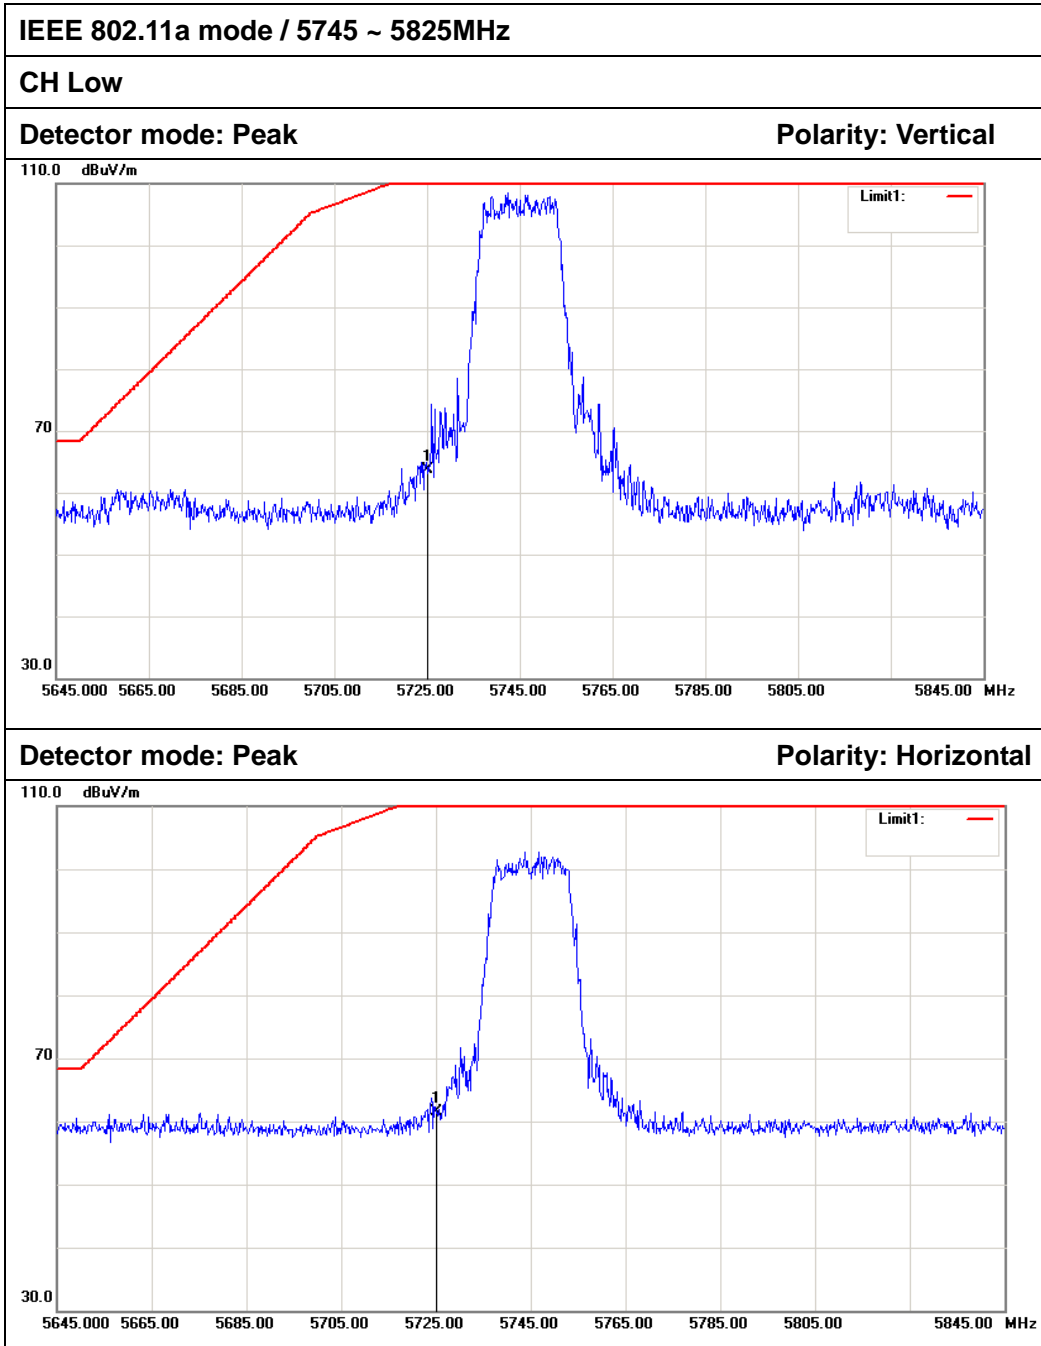 IEEE 802.11a mode / 5745 ~ 5825MHz
CH Low
Detector mode: Peak Polarity: Vertical
110.0 dBuV/m
Limit1:
70
1
30.0
5645.000 5665.00 5685.00 5705.00 5725.00 5745.00 5765.00 5785.00 5805.00 5845.00 MHz
Detector mode: Peak Polarity: Horizontal
110.0 dBuV/m
Limit1:
70
1
30.0
5645.000 5665.00 5685.00 5705.00 5725.00 5745.00 5765.00 5785.00 5805.00 5845.00 MHz